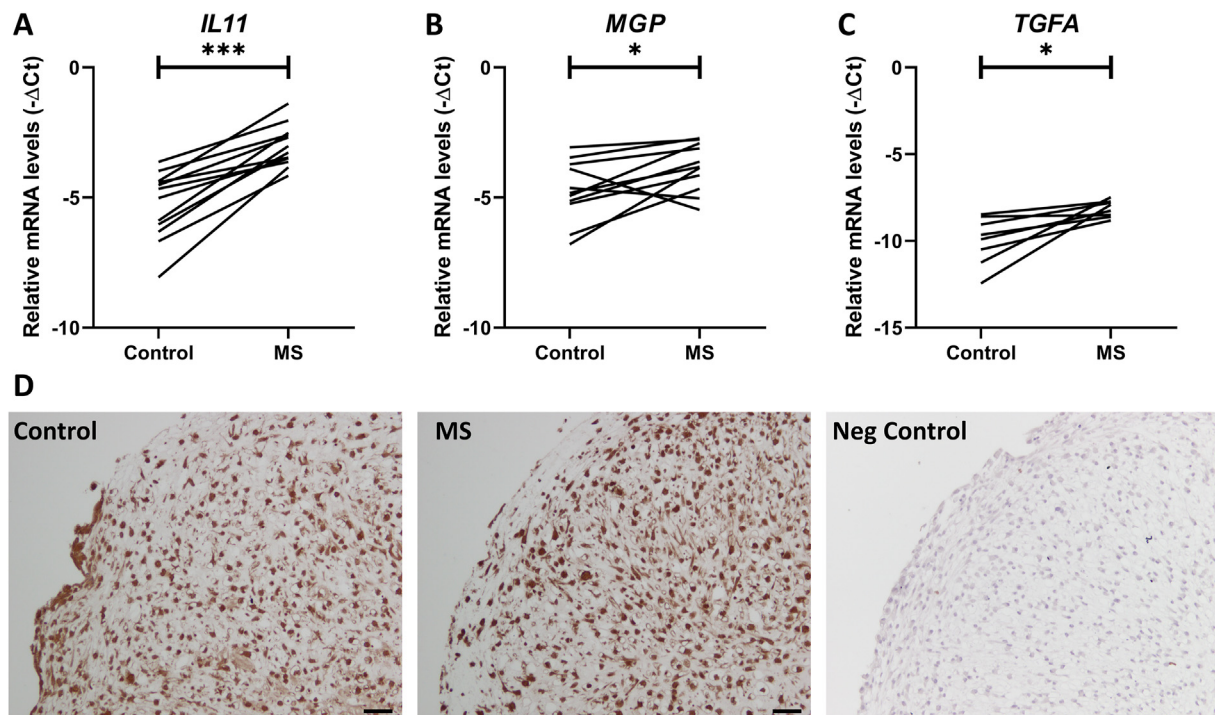 A
IL11
***
Relative mRNA levels (-ΔCt)
0
-5
-10
Control
MS
B
MGP
*
Relative mRNA levels (-ΔCt)
0
-5
-10
Control
MS
C
TGFA
*
Relative mRNA levels (-ΔCt)
0
-5
-10
-15
Control
MS
D
Control
MS
Neg Control